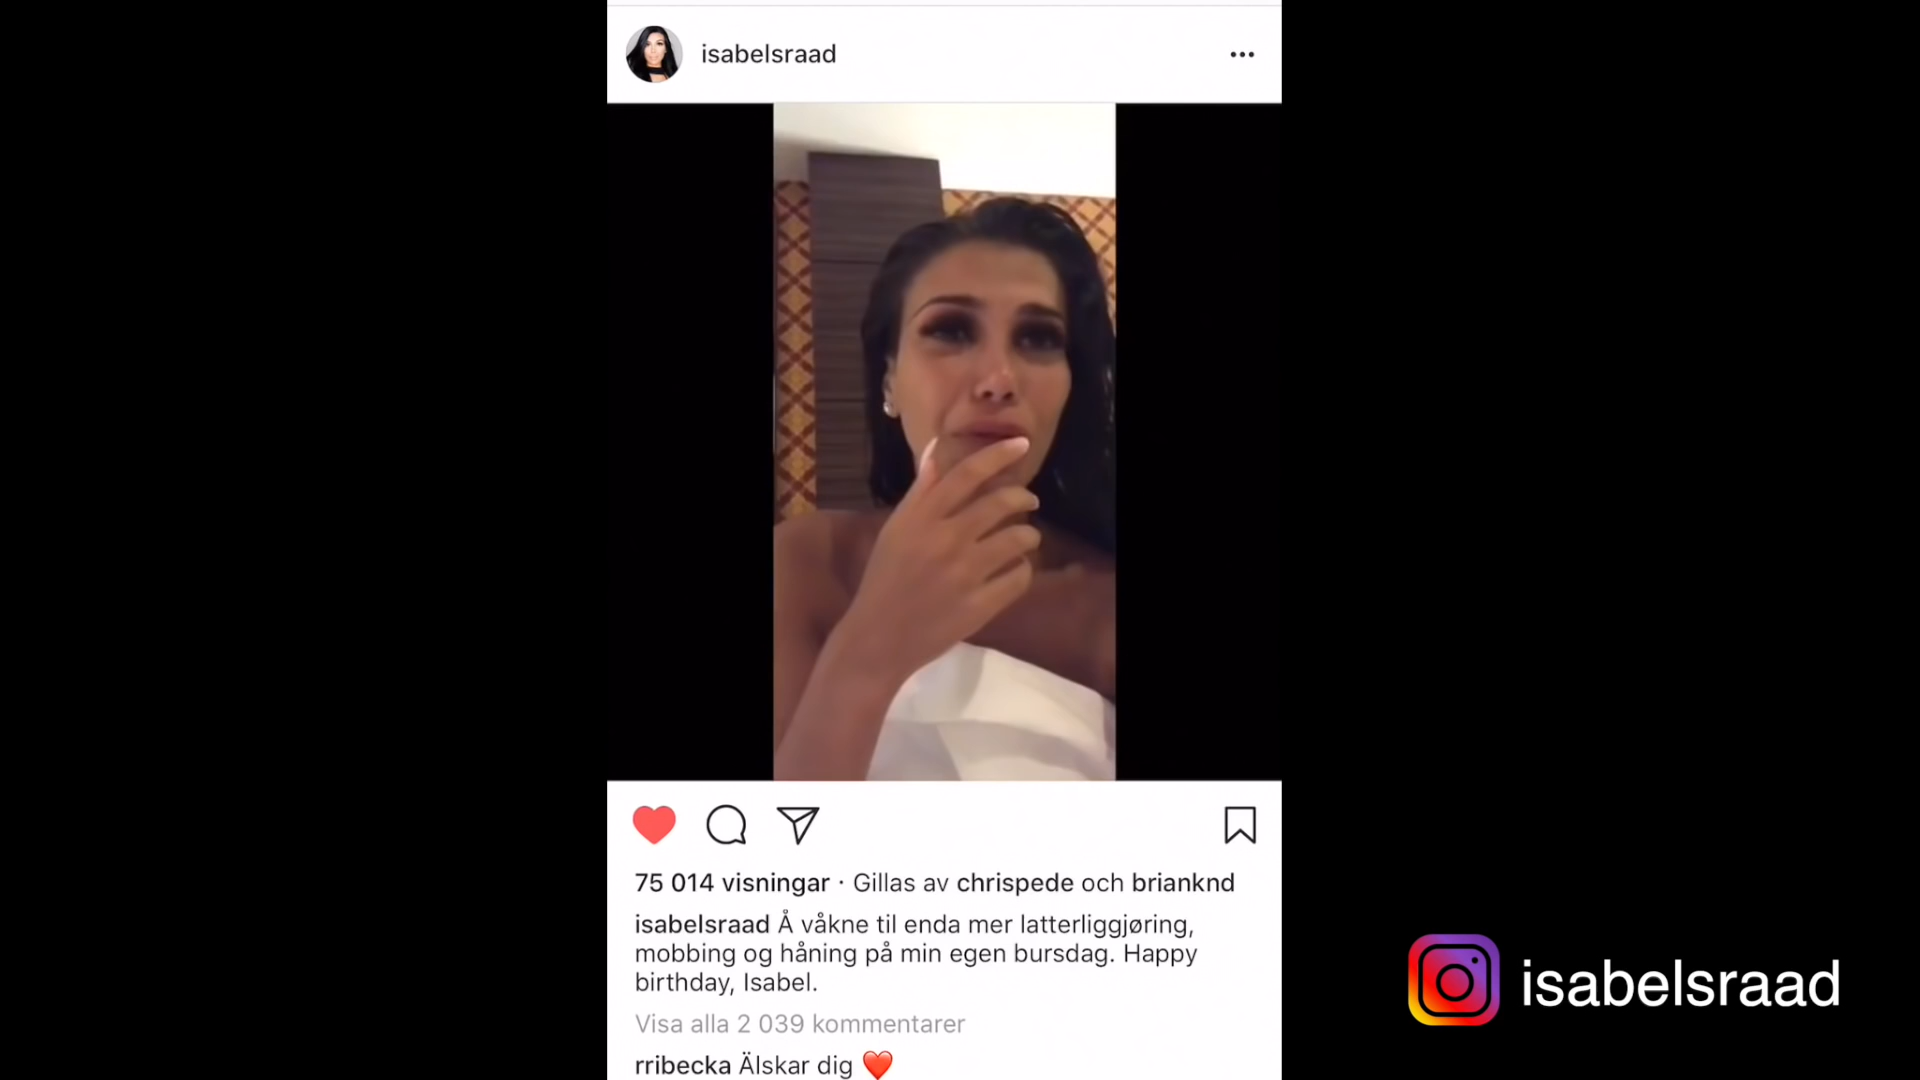 isabelsraad
75 014 visningar · Gillas av chrispede och brianknd
isabelsraad Å våkne til enda mer latterliggjøring,
mobbing og håning på min egen bursdag. Happy
birthday, Isabel.
Visa alla 2 039 kommentarer
rribecka Älskar dig ❤️
isabelsraad